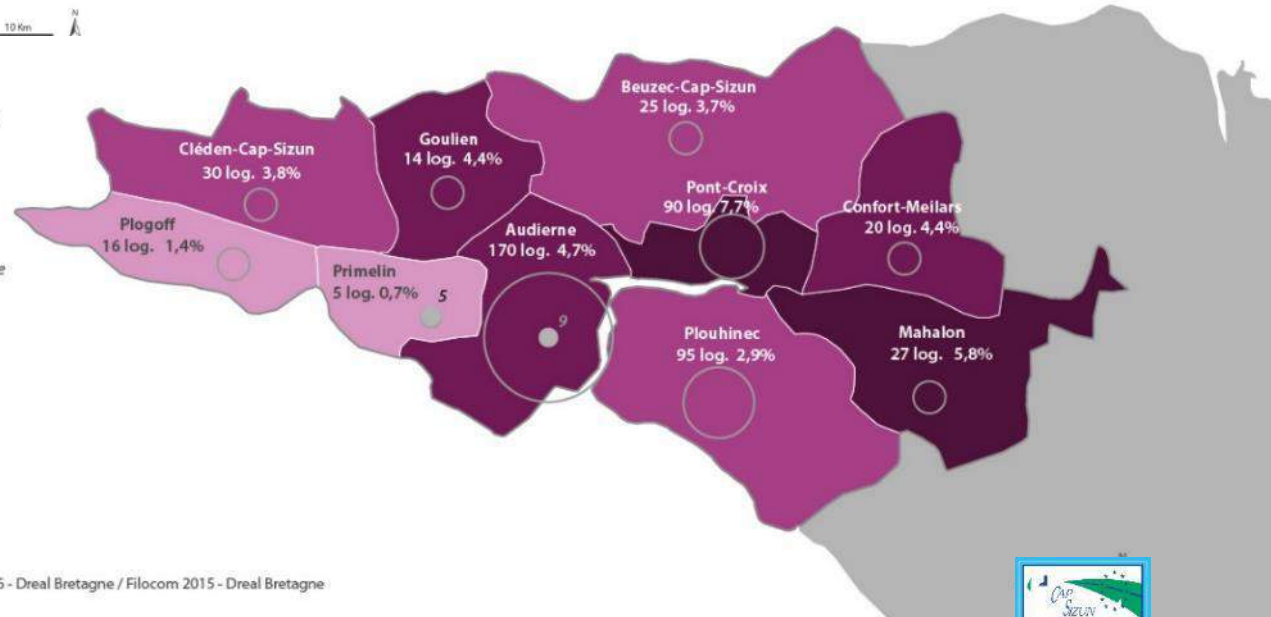 10 Km
N
Beuzec-Cap-Sizun
25 log. 3,7%
Goulien
14 log. 4,4%
Cléden-Cap-Sizun
30 log. 3,8%
Pont-Croix
90 log. 7,7%
Confort-Meilars
20 log. 4,4%
Plogoff
16 log. 1,4%
Audierne
170 log. 4,7%
Primelin
5 log. 0,7%
5
9
Plouhinec
95 log. 2,9%
Mahalon
27 log. 5,8%
- Dreal Bretagne / Filocom 2015 - Dreal Bretagne
CAP
SIZUN